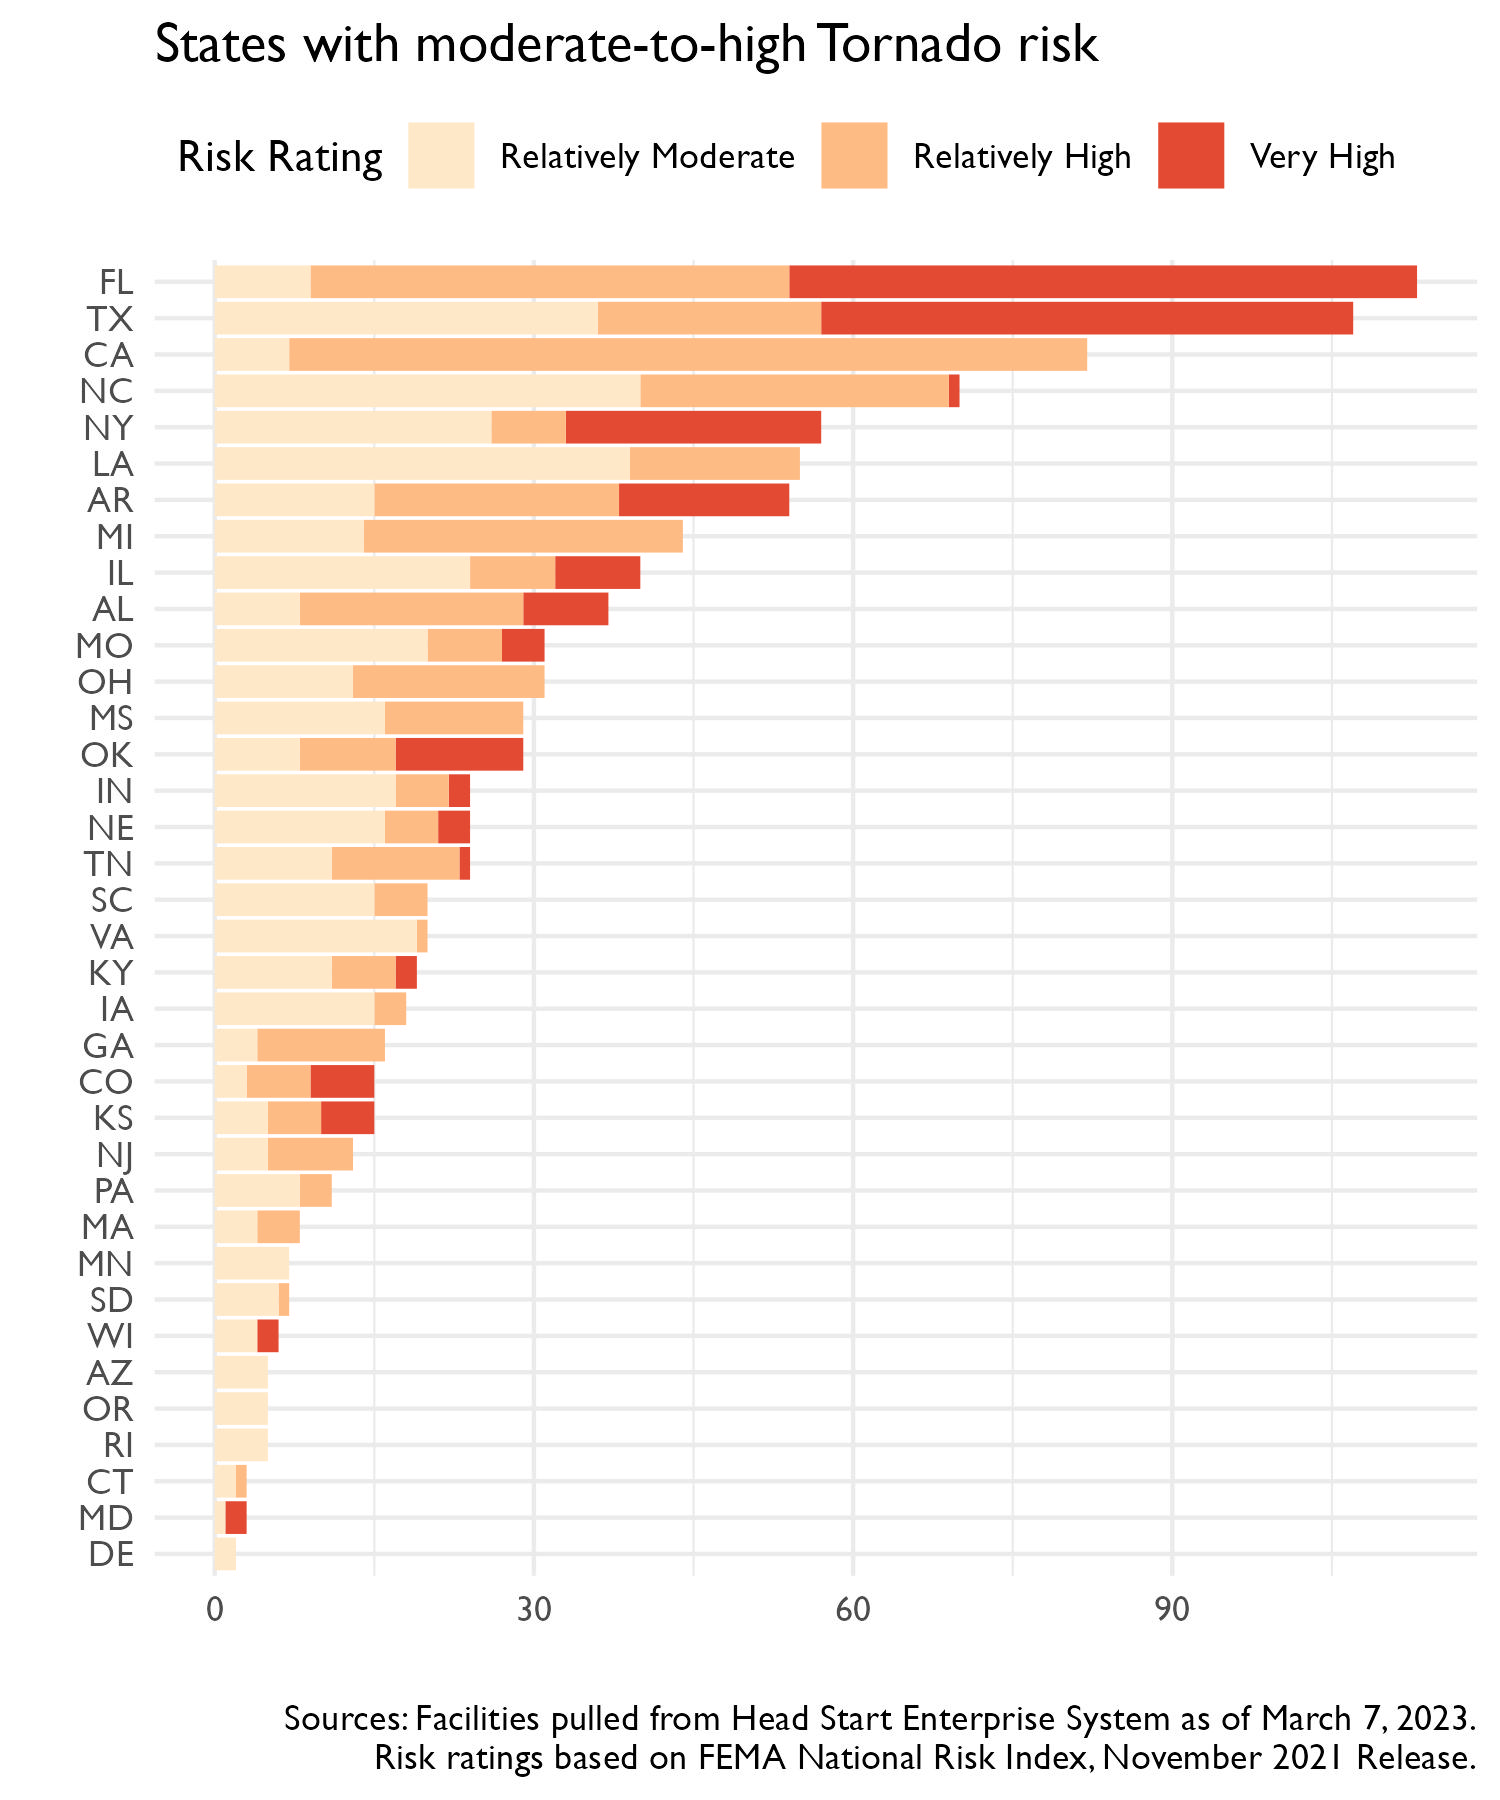 States with moderate-to-high Tornado risk
Risk Rating Relatively Moderate Relatively High Very High
FL
TX
CA
NC
NY
LA
AR
MI
IL
AL
MO
OH
MS
OK
IN
NE
TN
SC
VA
KY
IA
GA
CO
KS
NJ
PA
MA
MN
SD
WI
AZ
OR
RI
CT
MD
DE
0 30 60 90
Sources: Facilities pulled from Head Start Enterprise System as of March 7, 2023.
Risk ratings based on FEMA National Risk Index, November 2021 Release.